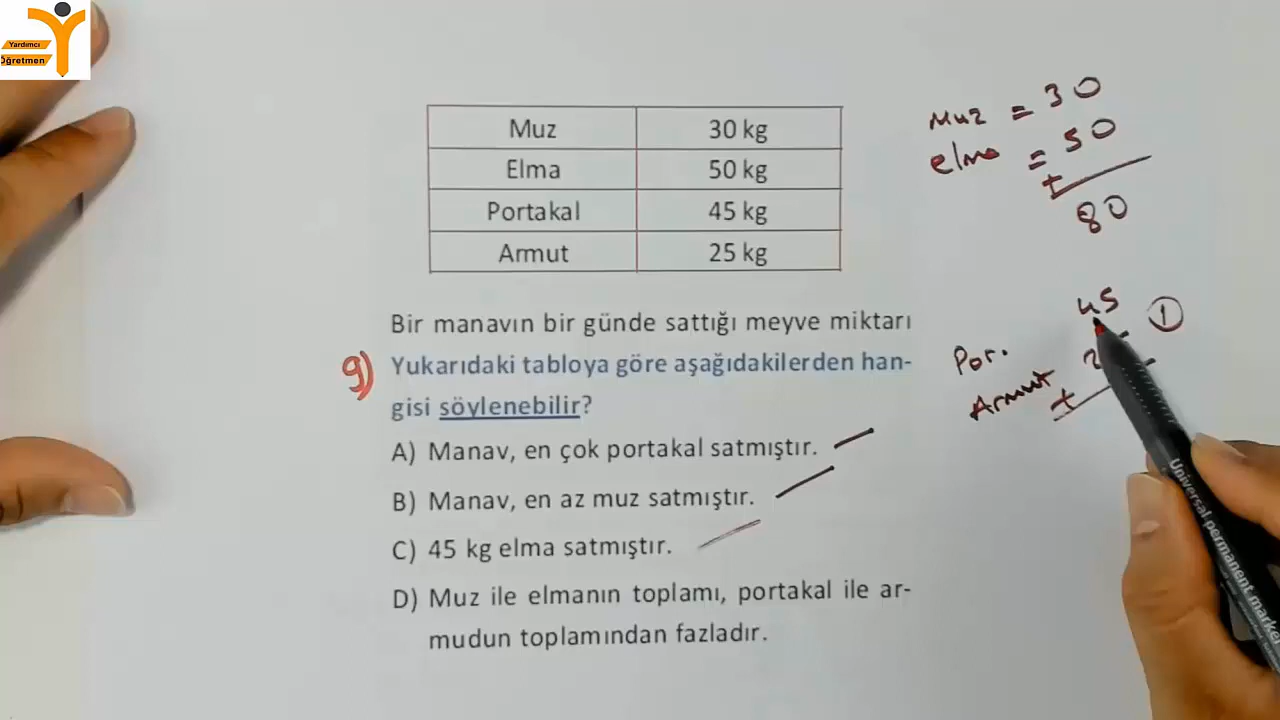 Yardımcı
Öğretmen
Muz 30 kg
Elma 50 kg
Portakal 45 kg
Armut 25 kg
Bir manavın bir günde sattığı meyve miktarı
9) Yukarıdaki tabloya göre aşağıdakilerden han-
gisi söylenebilir?
A) Manav, en çok portakal satmıştır.
B) Manav, en az muz satmıştır.
C) 45 kg elma satmıştır.
D) Muz ile elmanın toplamı, portakal ile ar-
mudun toplamından fazladır.
Muz = 30
elma = 50
+
80
45 1
Por. 2
Armut +
Universal permanent marker